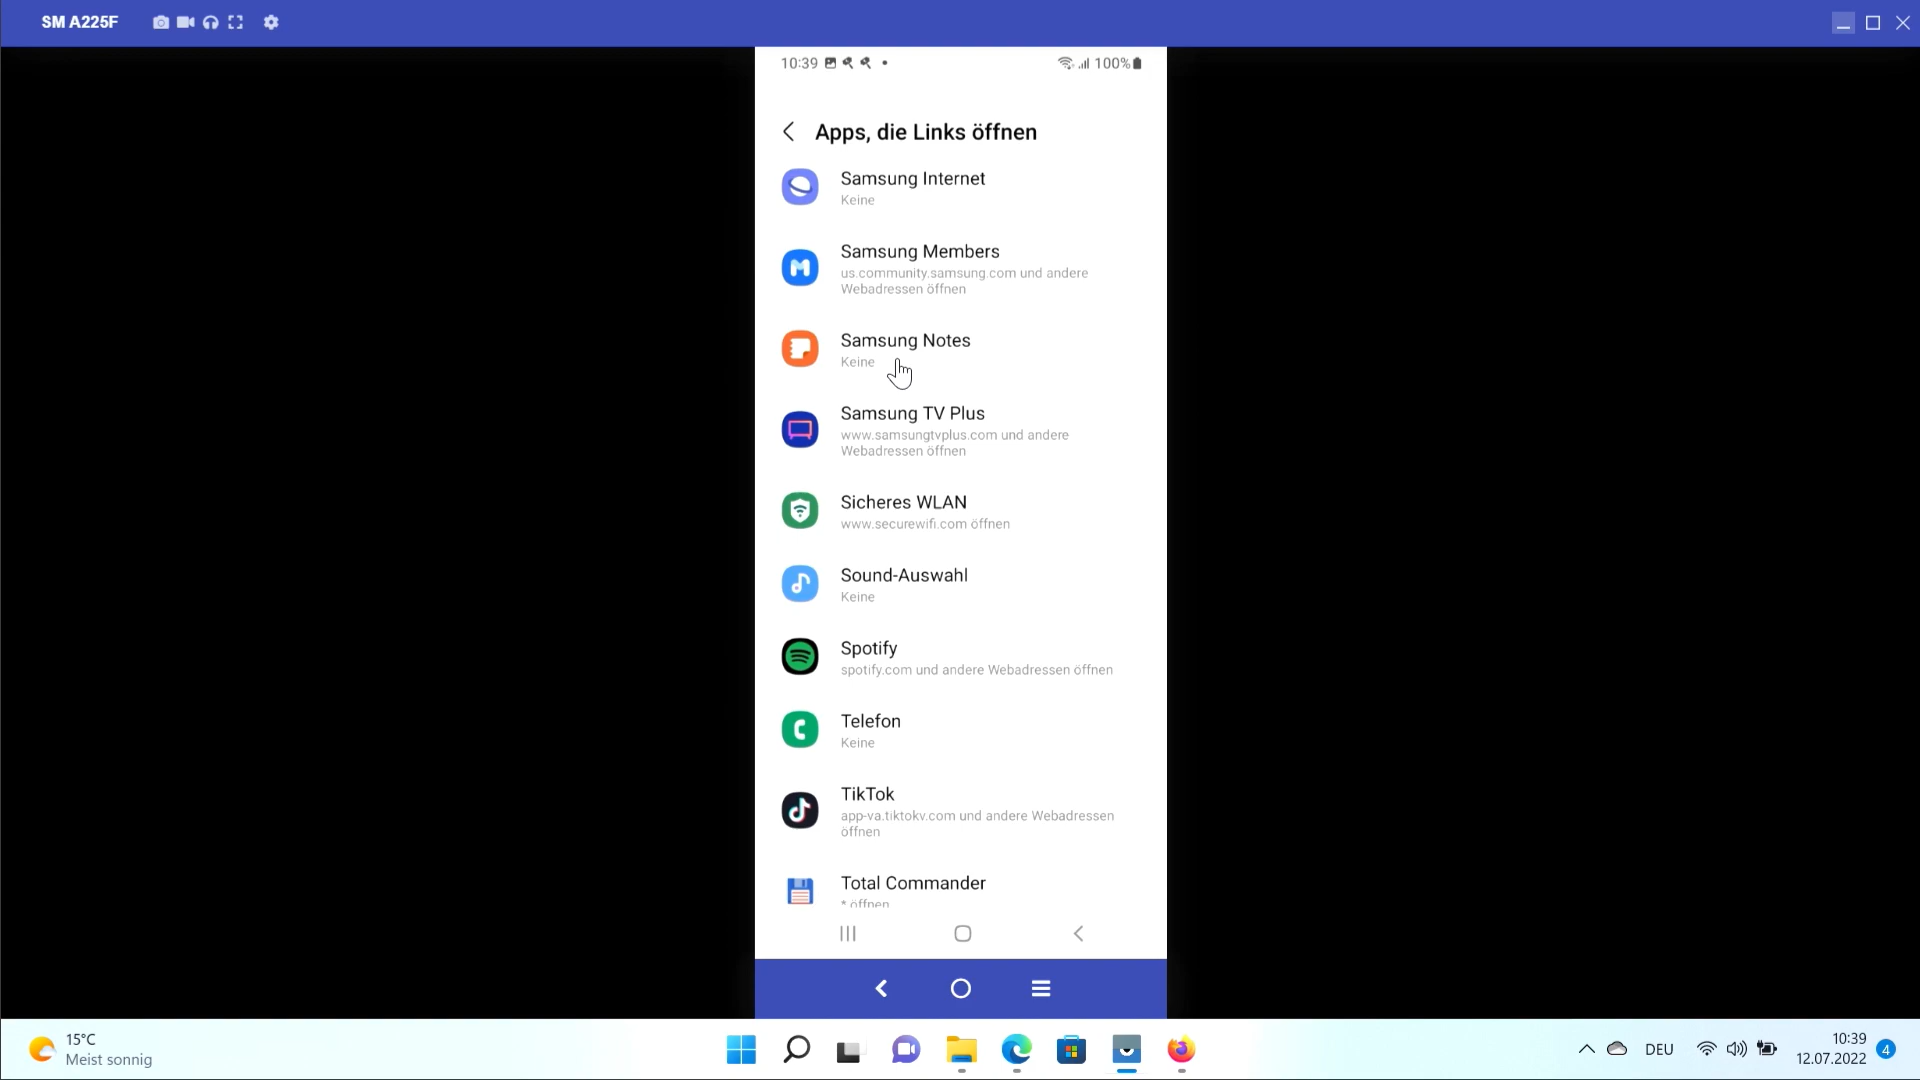 SM A225F
10:39
100%
Apps, die Links öffnen
Samsung Internet
Keine
Samsung Members
us.community.samsung.com und andere
Webadressen öffnen
Samsung Notes
Keine
Samsung TV Plus
www.samsungtvplus.com und andere
Webadressen öffnen
Sicheres WLAN
www.securewifi.com öffnen
Sound-Auswahl
Keine
Spotify
spotify.com und andere Webadressen öffnen
Telefon
Keine
TikTok
app-va.tiktokv.com und andere Webadressen
öffnen
Total Commander
* öffnen
15°C
Meist sonnig
DEU
10:39
12.07.2022
4